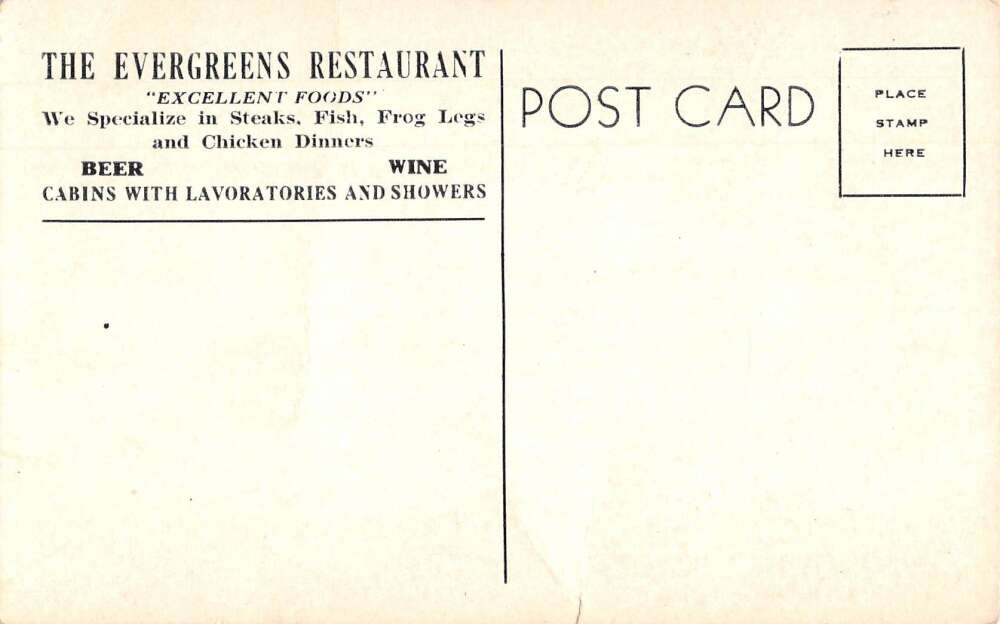 THE EVERGREENS RESTAURANT
"EXCELLENT FOODS"
We Specialize in Steaks, Fish, Frog Legs
and Chicken Dinners
BEER WINE
CABINS WITH LAVORATORIES AND SHOWERS
POST CARD
PLACE
STAMP
HERE